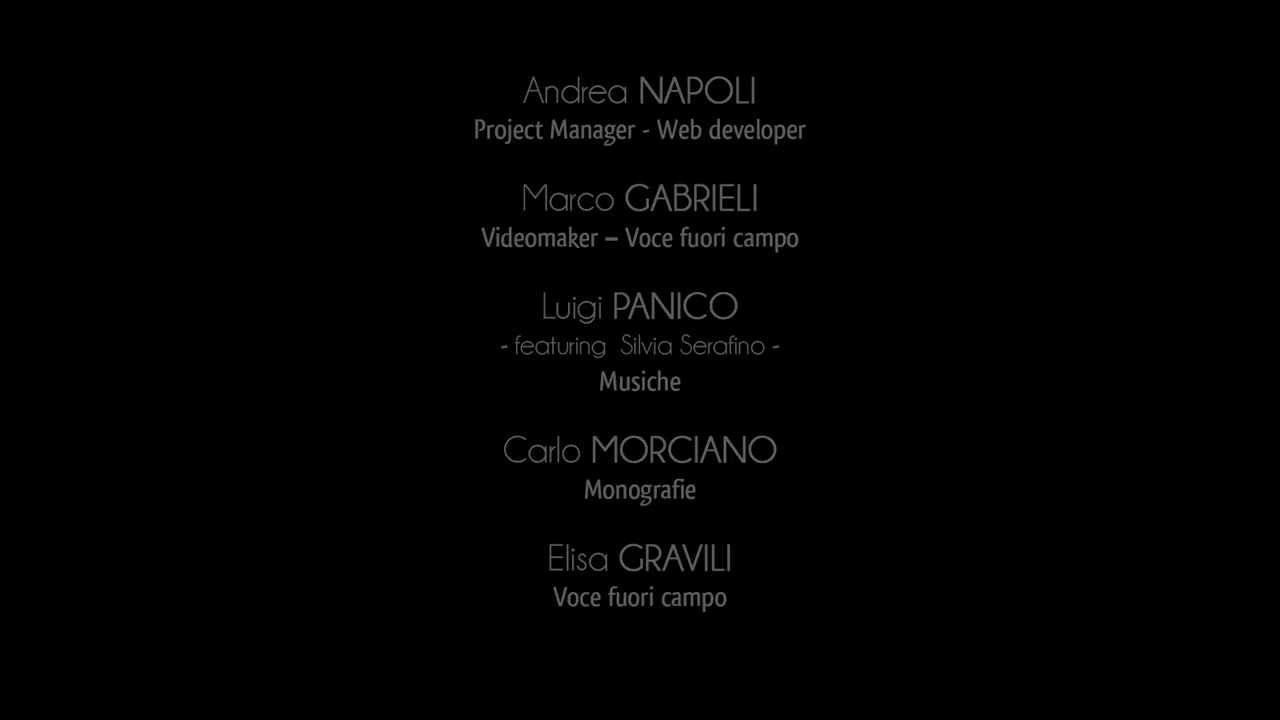 Andrea NAPOLI
Project Manager - Web developer
Marco GABRIELI
Videomaker – Voce fuori campo
Luigi PANICO
- featuring Silvia Serafino -
Musiche
Carlo MORCIANO
Monografie
Elisa GRAVILI
Voce fuori campo